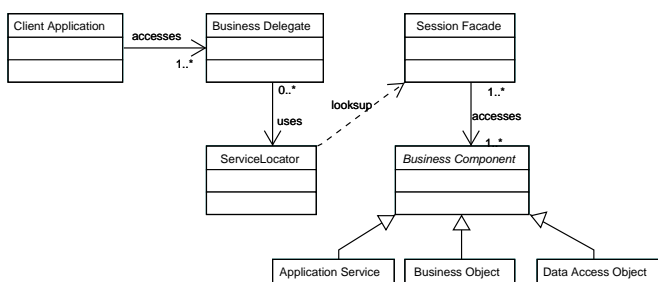 Client Application
accesses
1..*
Business Delegate
Session Facade
0..*
uses
looksup
1..*
accesses
1..*
ServiceLocator
Business Component
Application Service
Business Object
Data Access Object